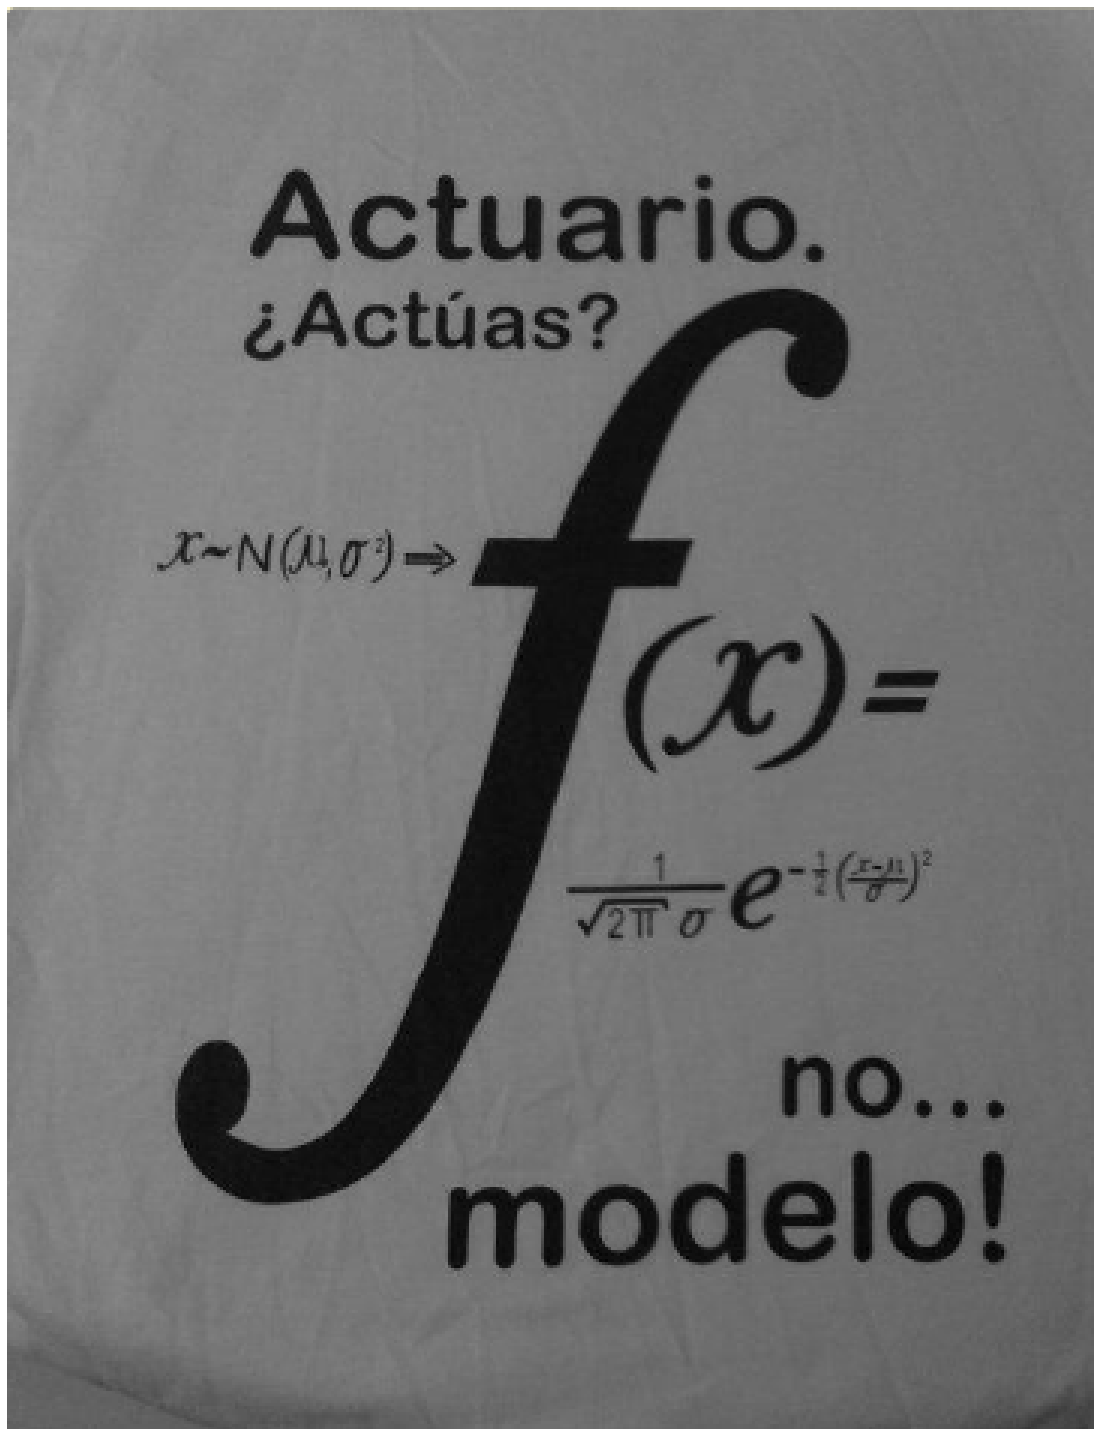 Actuario.
¿Actúas?
x~N(μ,σ²)⇒
f(x)=
1/(√2π σ) e^(-1/2((x-μ)/σ)²)
no...
modelo!